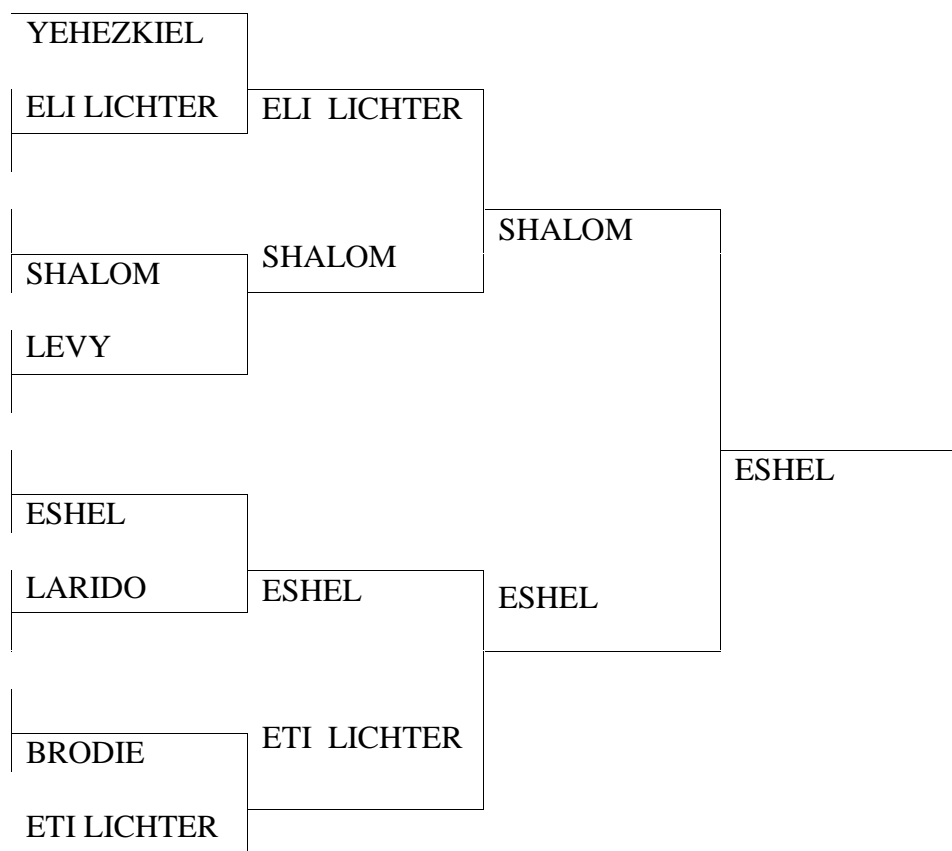 YEHEZKIEL
ELI LICHTER
ELI LICHTER
SHALOM
SHALOM
SHALOM
LEVY
ESHEL
ESHEL
LARIDO
ESHEL
ESHEL
ETI LICHTER
BRODIE
ETI LICHTER